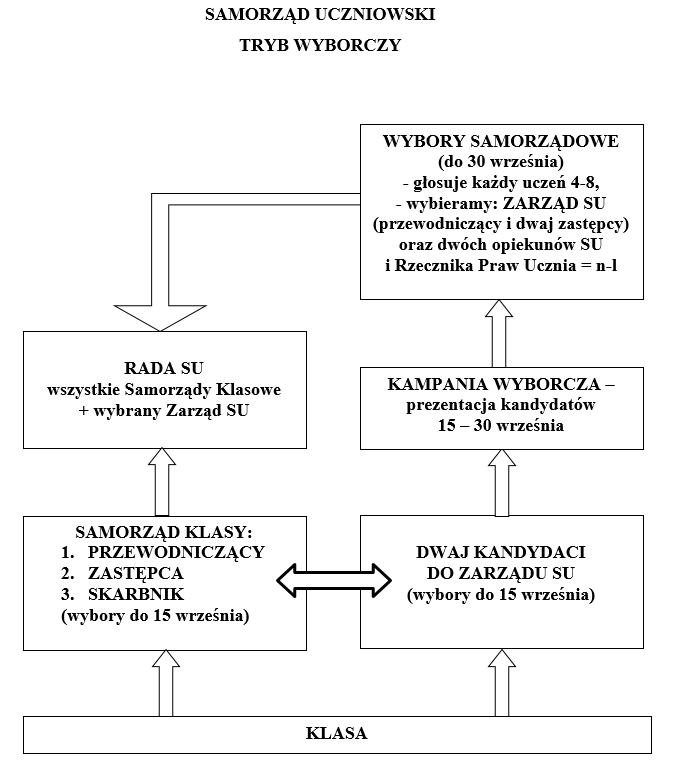 SAMORZĄD UCZNIOWSKI
TRYB WYBORCZY
WYBORY SAMORZĄDOWE
(do 30 września)
- głosuje każdy uczeń 4-8,
- wybieramy: ZARZĄD SU
(przewodniczący i dwaj zastępcy)
oraz dwóch opiekunów SU
i Rzecznika Praw Ucznia = n-l
RADA SU
wszystkie Samorządy Klasowe
+ wybrany Zarząd SU
KAMPANIA WYBORCZA –
prezentacja kandydatów
15 – 30 września
SAMORZĄD KLASY:
1. PRZEWODNICZĄCY
2. ZASTĘPCA
3. SKARBNIK
(wybory do 15 września)
DWAJ KANDYDACI
DO ZARZĄDU SU
(wybory do 15 września)
KLASA